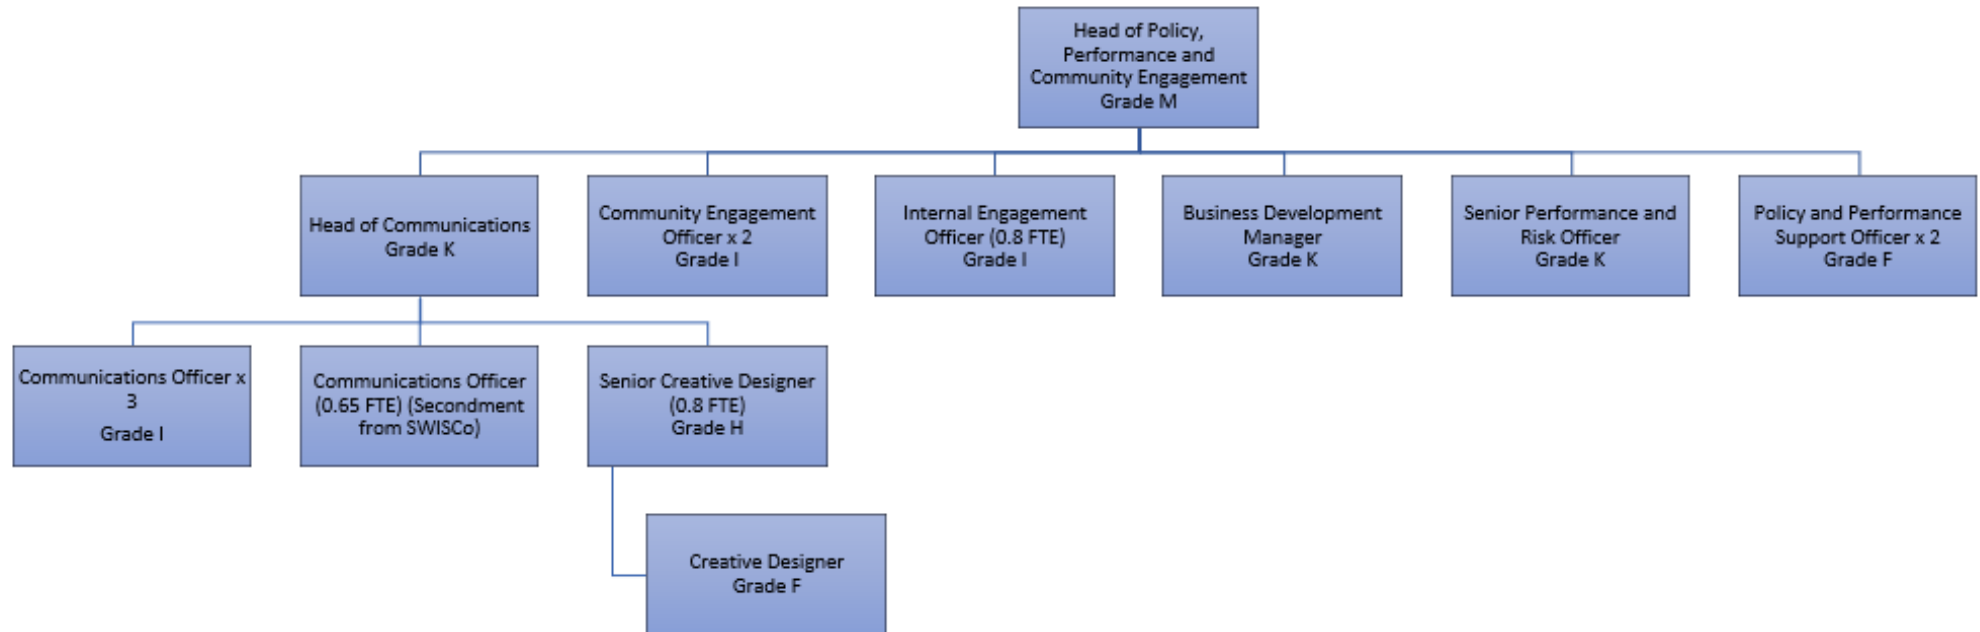 Head of Policy,
Performance and
Community Engagement
Grade M
Head of Communications
Grade K
Community Engagement
Officer x 2
Grade I
Internal Engagement
Officer (0.8 FTE)
Grade I
Business Development
Manager
Grade K
Senior Performance and
Risk Officer
Grade K
Policy and Performance
Support Officer x 2
Grade F
Communications Officer x
3
Grade I
Communications Officer
(0.65 FTE) (Secondment
from SWISCo)
Senior Creative Designer
(0.8 FTE)
Grade H
Creative Designer
Grade F